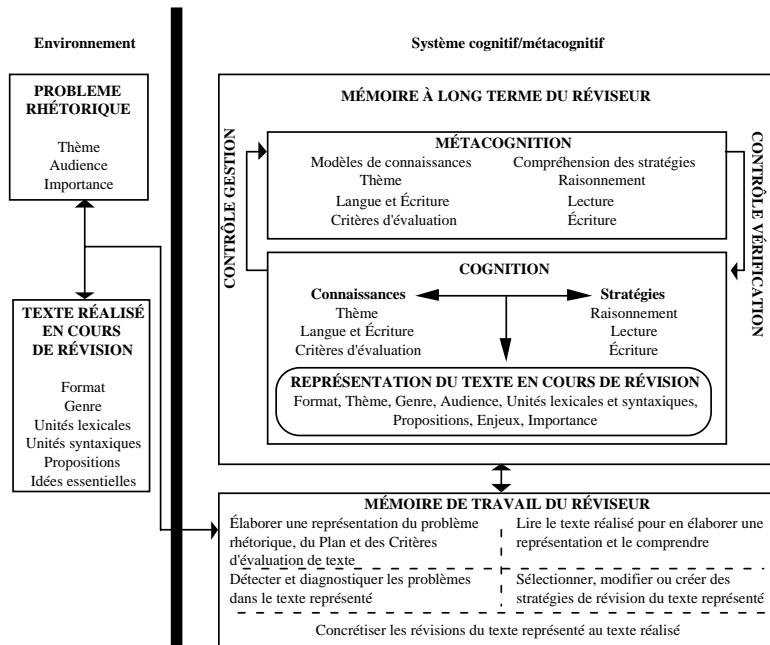 Environnement
Système cognitif/métacognitif
PROBLEME
RHÉTORIQUE
Thème
Audience
Importance
TEXTE RÉALISÉ
EN COURS
DE RÉVISION
Format
Genre
Unités lexicales
Unités syntaxiques
Propositions
Idées essentielles
MÉMOIRE À LONG TERME DU RÉVISEUR
CONTRÔLE GESTION
MÉTACOGNITION
Modèles de connaissances
Thème
Langue et Écriture
Critères d'évaluation
Compréhension des stratégies
Raisonnement
Lecture
Écriture
CONTRÔLE VÉRIFICATION
COGNITION
Connaissances
Thème
Langue et Écriture
Critères d'évaluation
Stratégies
Raisonnement
Lecture
Écriture
REPRÉSENTATION DU TEXTE EN COURS DE RÉVISION
Format, Thème, Genre, Audience, Unités lexicales et syntaxiques,
Propositions, Enjeux, Importance
MÉMOIRE DE TRAVAIL DU RÉVISEUR
Élaborer une représentation du problème
rhétorique, du Plan et des Critères
d'évaluation de texte
Lire le texte réalisé pour en élaborer une
représentation et le comprendre
Détecter et diagnostiquer les problèmes
dans le texte représenté
Sélectionner, modifier ou créer des
stratégies de révision du texte représenté
Concrétiser les révisions du texte représenté au texte réalisé